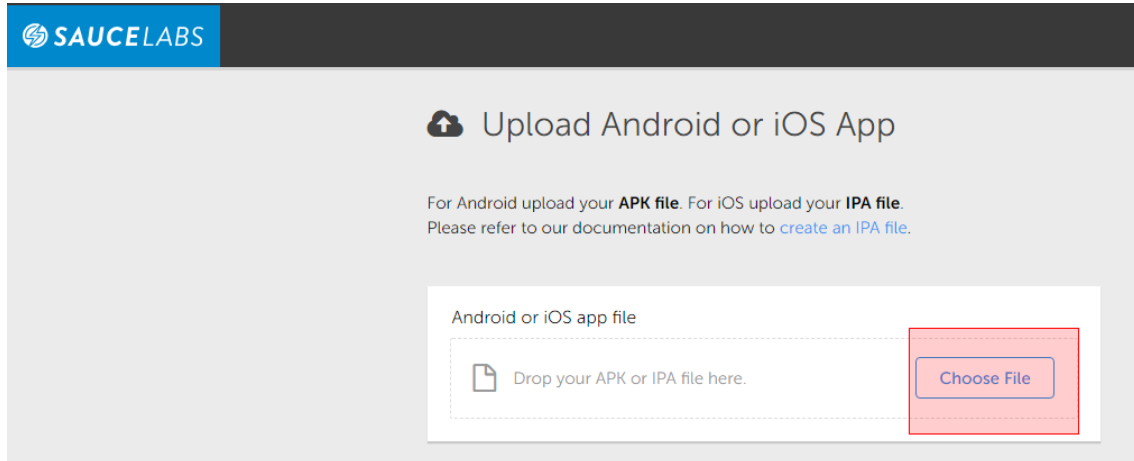 SAUCELABS
Upload Android or iOS App
For Android upload your APK file. For iOS upload your IPA file.
Please refer to our documentation on how to create an IPA file.
Android or iOS app file
Drop your APK or IPA file here.
Choose File